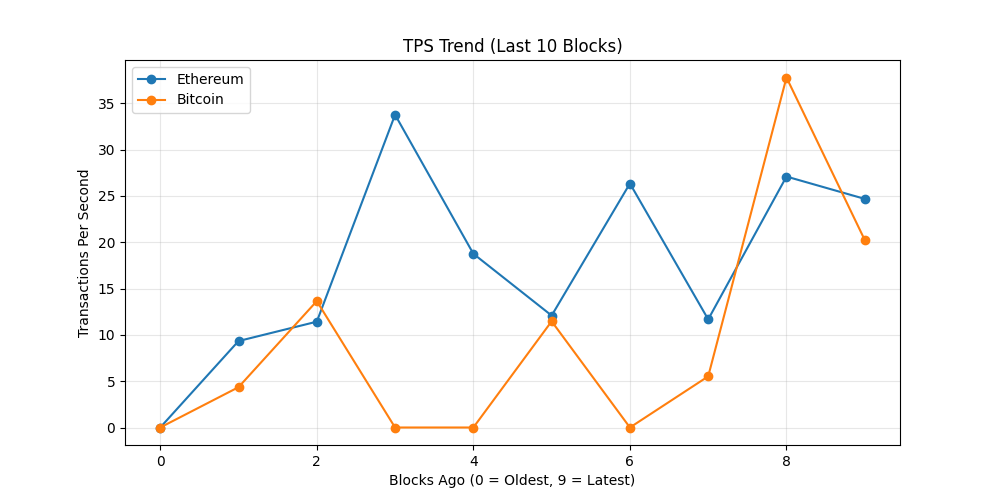 TPS Trend (Last 10 Blocks)
Ethereum
Bitcoin
Transactions Per Second
35
30
25
20
15
10
5
0
0 2 4 6 8
Blocks Ago (0 = Oldest, 9 = Latest)